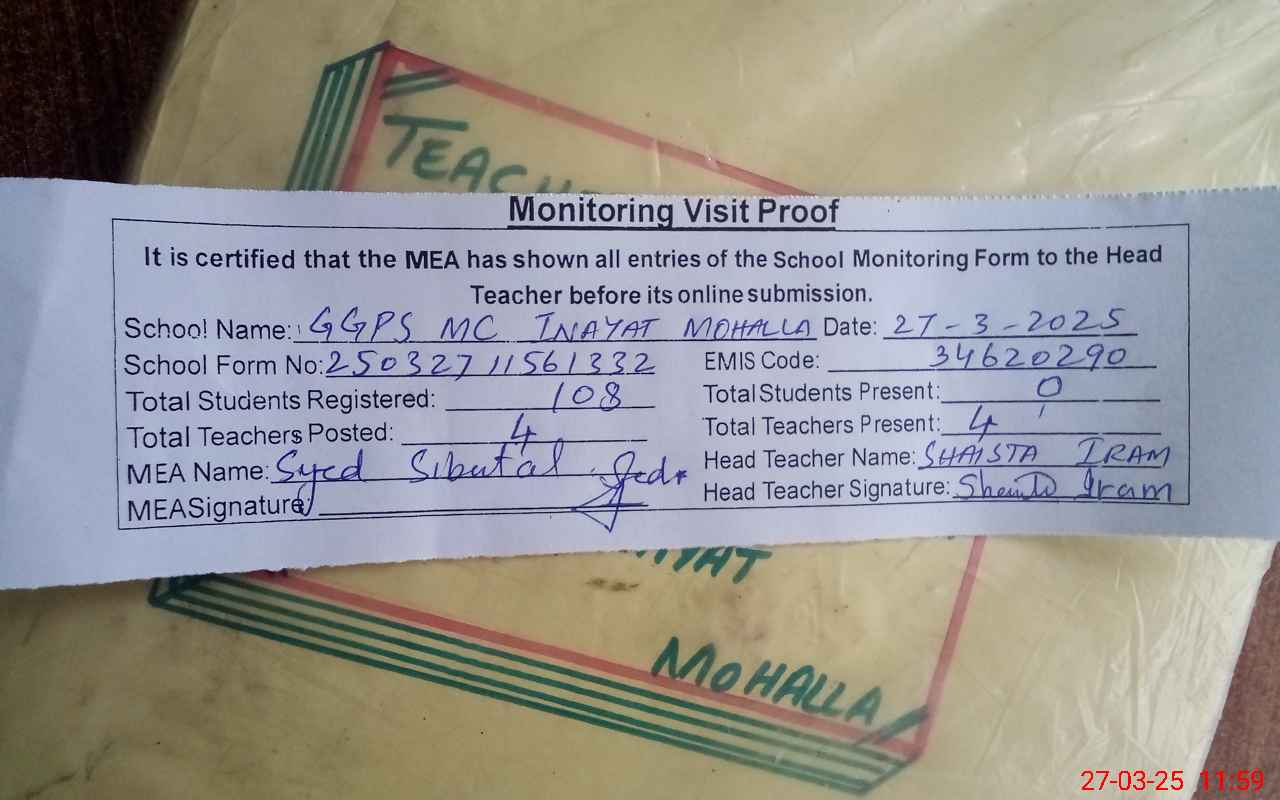 TEACH
Monitoring Visit Proof
It is certified that the MEA has shown all entries of the School Monitoring Form to the Head
Teacher before its online submission.
School Name: GGPS MC INAYAT MOHALLA Date: 27-3-2025
School Form No: 25032711561332 EMIS Code: 34620290
Total Students Registered: 108 Total Students Present: 0
Total Teachers Posted: 4 Total Teachers Present: 4
MEA Name: Syed Head Teacher Name: SHAISTA IRAM
MEA Signature Head Teacher Signature: Iram
NAYAT
MOHALLA
27-03-25 11:59